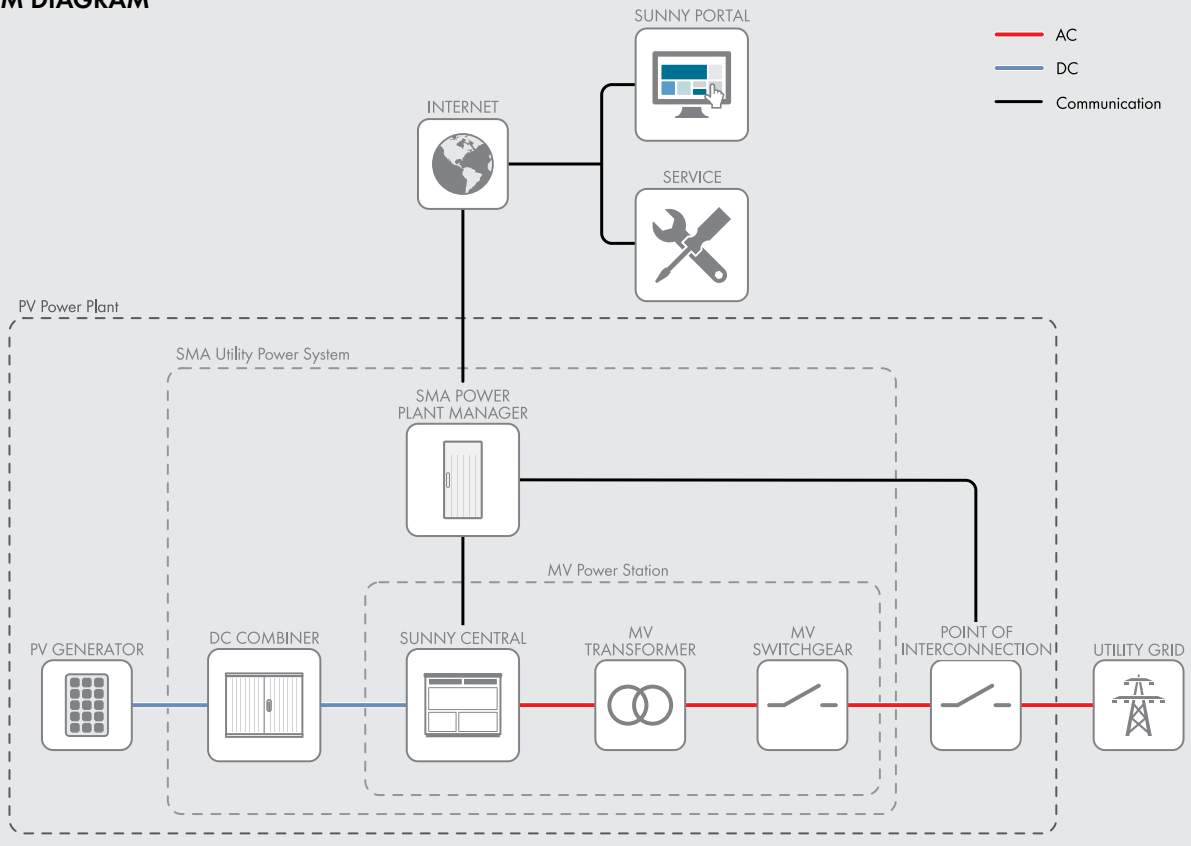 M DIAGRAM
SUNNY PORTAL
AC
DC
Communication
INTERNET
SERVICE
PV Power Plant
SMA Utility Power System
SMA POWER
PLANT MANAGER
MV Power Station
PV GENERATOR
DC COMBINER
SUNNY CENTRAL
MV
TRANSFORMER
MV
SWITCHGEAR
POINT OF
INTERCONNECTION
UTILITY GRID